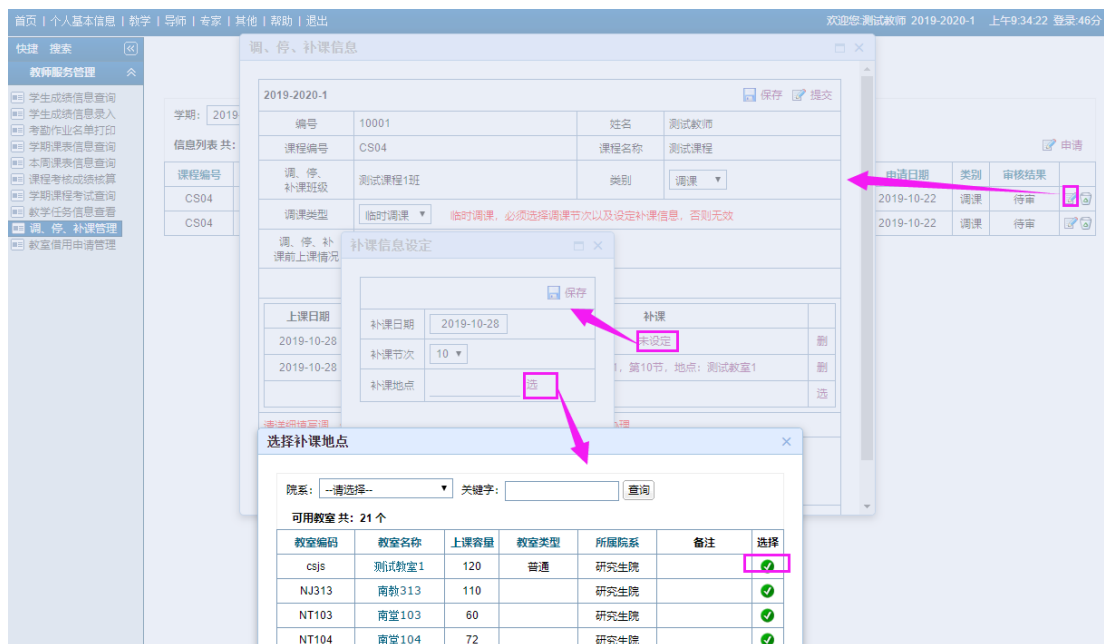 首页 | 个人基本信息 | 教学 | 导师 | 专家 | 其他 | 帮助 | 退出
欢迎您:测试教师 2019-2020-1 上午9:34:22 登录:46分
快捷 搜索
教师服务管理
学生成绩信息查询
学生成绩信息录入
考勤作业名单打印
学期课表信息查询
本周课表信息查询
课程考核成绩核算
学期课程考试查询
教学任务信息查看
调、停、补课管理
教室借用申请管理
学期: 2019
信息列表 共:
申请
课程编号
申请日期 类别 审核结果
CS04
2019-10-22 调课 待审
CS04
2019-10-22 调课 待审
调、停、补课信息
2019-2020-1
保存 提交
编号 10001 姓名 测试教师
课程编号 CS04 课程名称 测试课程
调、停、补课班级 测试课程1班 类别 调课
调课类型 临时调课 临时调课，必须选择调课节次以及设定补课信息，否则无效
调、停、补
课前上课情况
上课日期 补课
2019-10-28 未设定 删
2019-10-28 ，第10节，地点：测试教室1 删
选
补课信息设定
保存
补课日期 2019-10-28
补课节次 10
补课地点 选
选择补课地点
院系: --请选择-- 关键字: 查询
可用教室 共: 21 个
教室编码 教室名称 上课容量 教室类型 所属院系 备注 选择
csjs 测试教室1 120 普通 研究生院
NJ313 南教313 110 研究生院
NT103 南堂103 60 研究生院
NT104 南堂104 72 研究生院